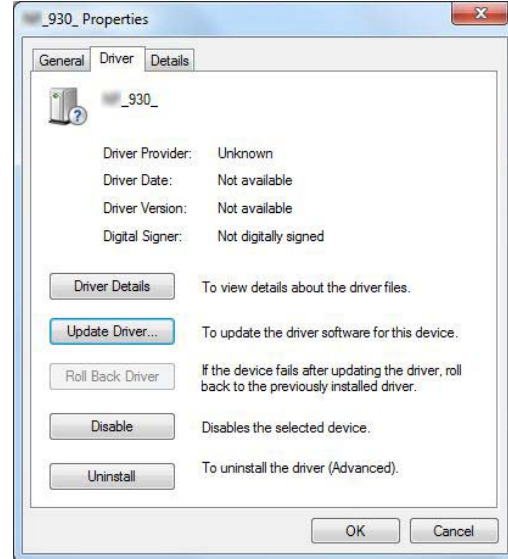 _930_ Properties
General Driver Details
_930_
Driver Provider: Unknown
Driver Date: Not available
Driver Version: Not available
Digital Signer: Not digitally signed
Driver Details To view details about the driver files.
Update Driver... To update the driver software for this device.
Roll Back Driver If the device fails after updating the driver, roll
back to the previously installed driver.
Disable Disables the selected device.
Uninstall To uninstall the driver (Advanced).
OK Cancel